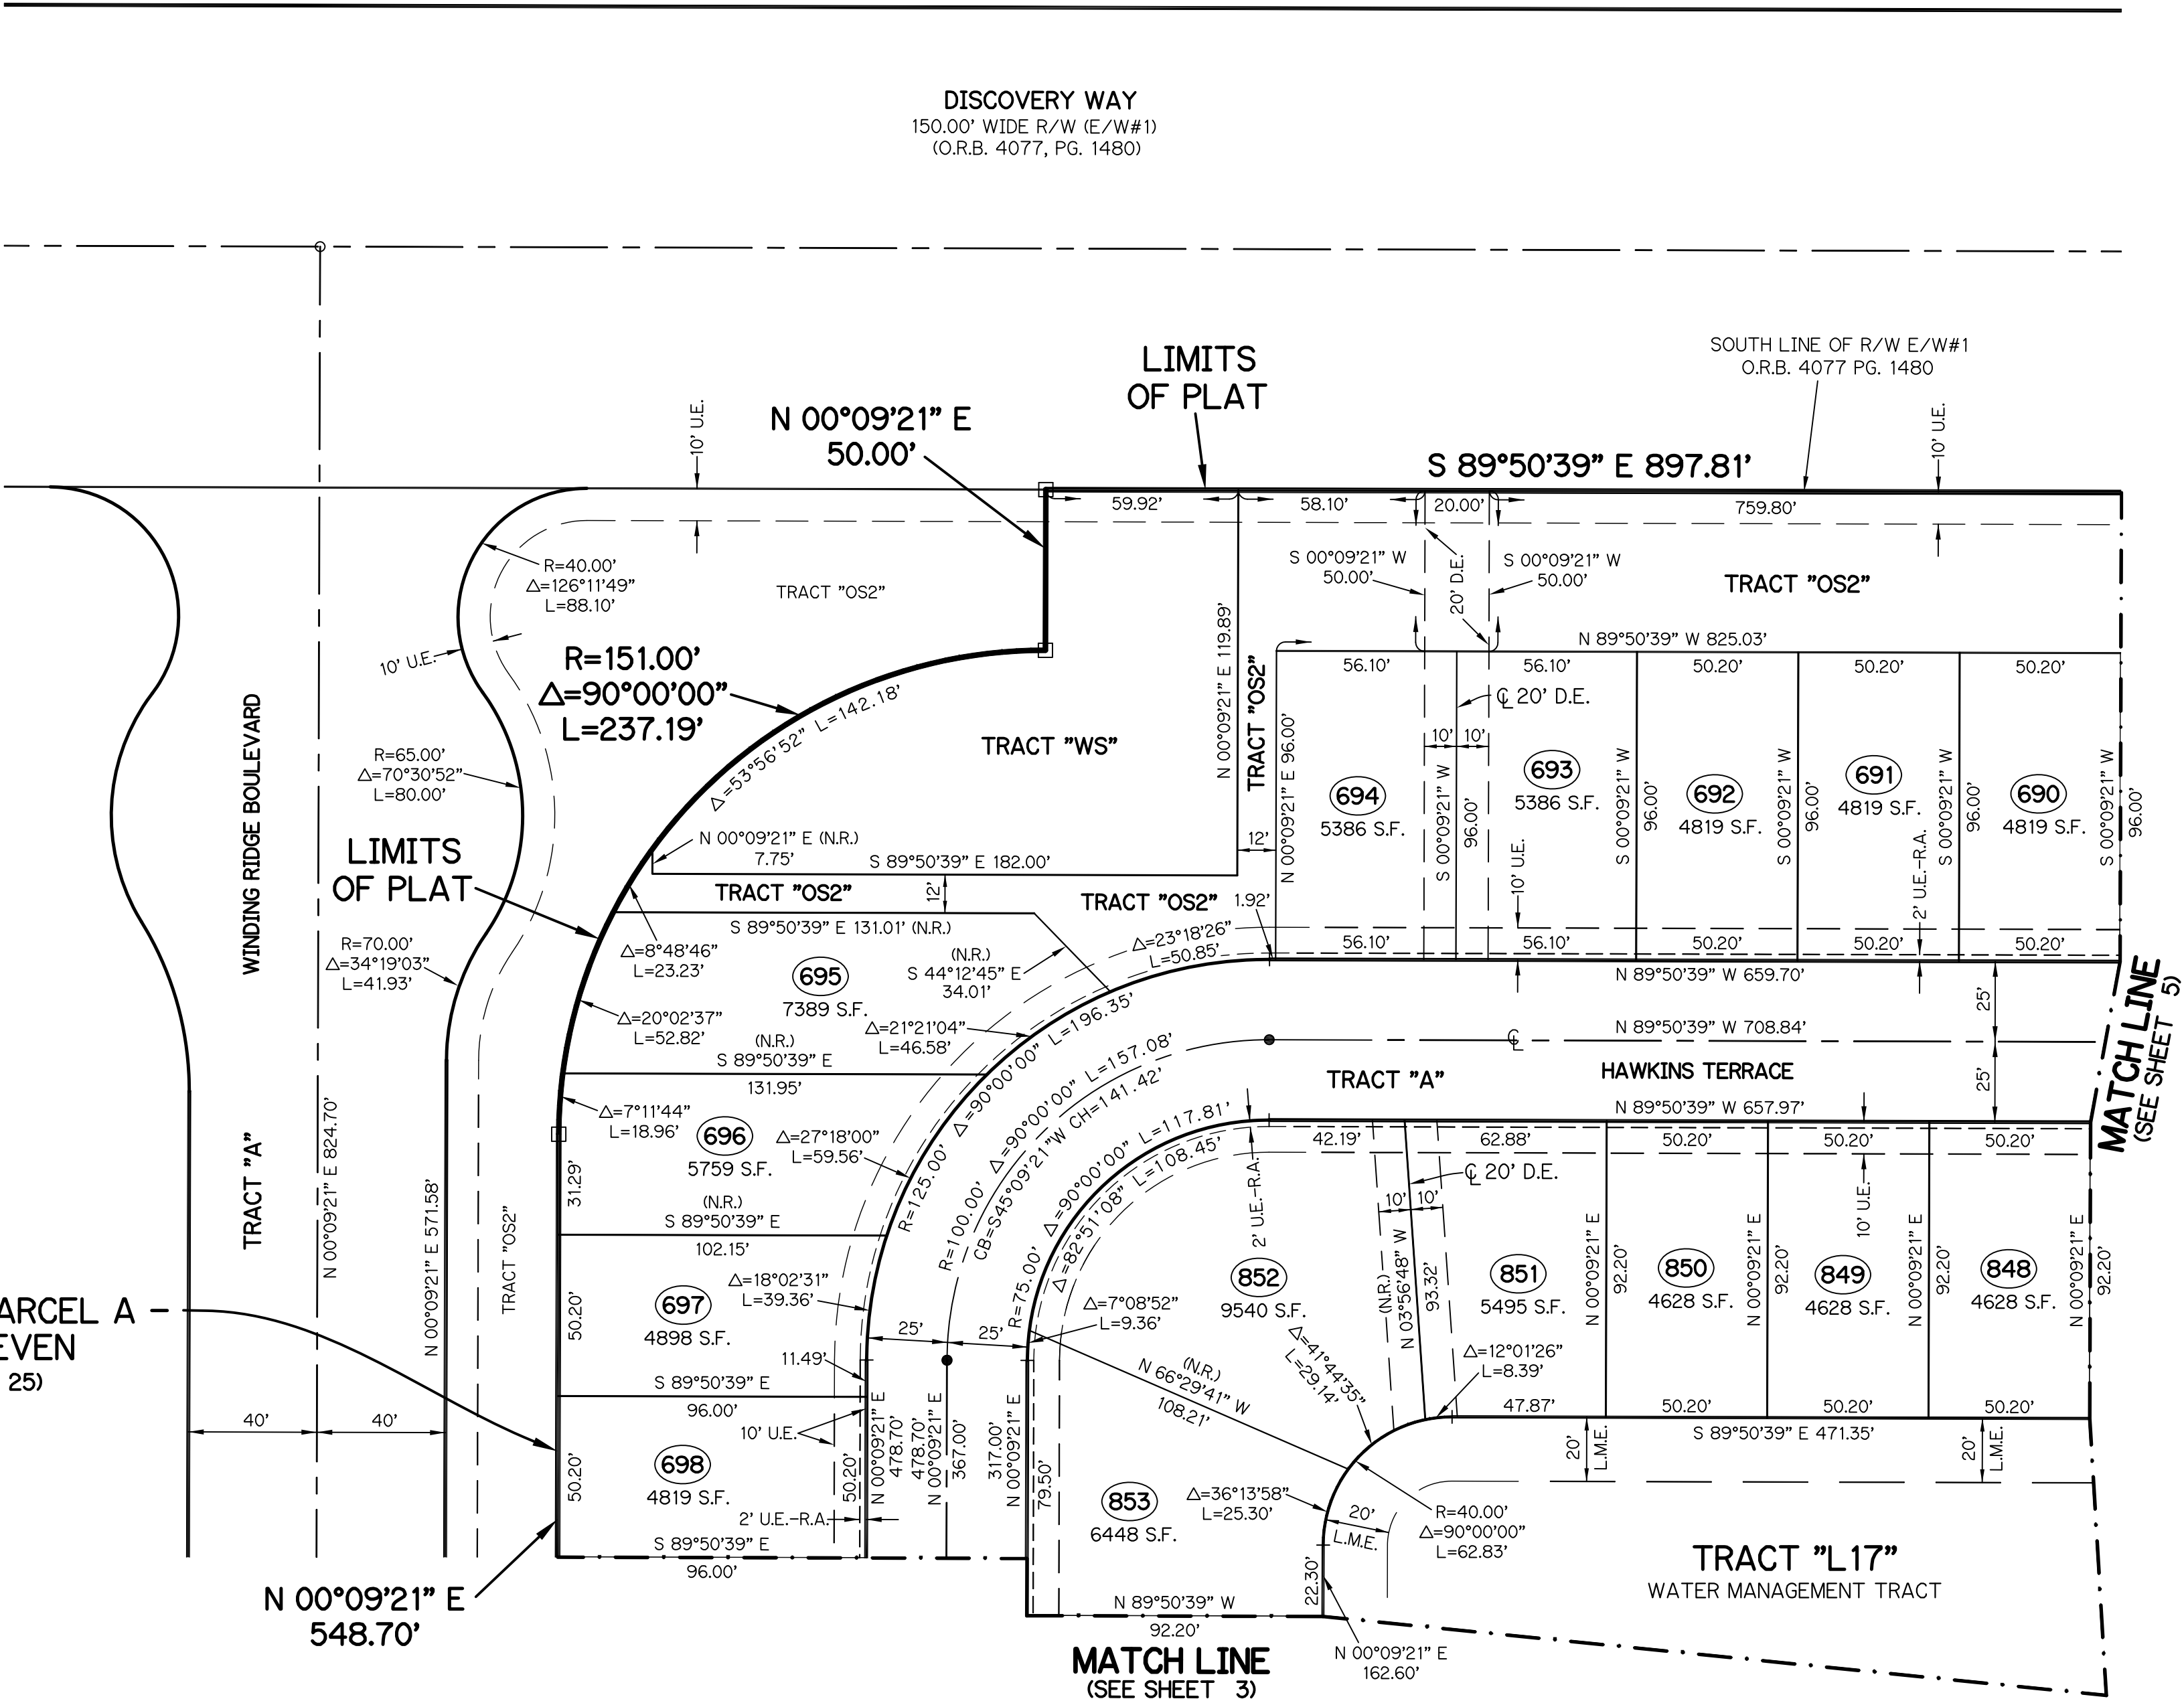 DISCOVERY WAY
150.00' WIDE R/W (E/W#1)
(O.R.B. 4077, PG. 1480)
SOUTH LINE OF R/W E/W#1
O.R.B. 4077 PG. 1480
LIMITS
OF PLAT
N 00°09'21" E
50.00'
10' U.E.
10' U.E.
S 89°50'39" E 897.81'
59.92'
58.10'
20.00'
759.80'
R=40.00'
Δ=126°11'49"
L=88.10'
TRACT "OS2"
S 00°09'21" W
50.00'
20' D.E.
S 00°09'21" W
50.00'
TRACT "OS2"
10' U.E.
R=151.00'
Δ=90°00'00"
L=237.19'
N 89°50'39" W 825.03'
56.10'
56.10'
50.20'
50.20'
50.20'
℄ 20' D.E.
N 00°09'21" E 119.89'
TRACT "OS2"
Δ=53°56'52" L=142.18'
TRACT "WS"
WINDING RIDGE BOULEVARD
R=65.00'
Δ=70°30'52"
L=80.00'
10'
10'
N 00°09'21" E 96.00'
694
5386 S.F.
S 00°09'21" W
96.00'
693
5386 S.F.
S 00°09'21" W
96.00'
692
4819 S.F.
S 00°09'21" W
96.00'
691
4819 S.F.
S 00°09'21" W
96.00'
690
4819 S.F.
S 00°09'21" W
96.00'
LIMITS
OF PLAT
N 00°09'21" E (N.R.)
7.75'
S 89°50'39" E 182.00'
12'
10' U.E.
2' U.E.-R.A.
TRACT "OS2"
12'
TRACT "OS2"
1.92'
S 89°50'39" E 131.01' (N.R.)
R=70.00'
Δ=34°19'03"
L=41.93'
Δ=8°48'46"
L=23.23'
695
7389 S.F.
(N.R.)
S 44°12'45" E
34.01'
Δ=23°18'26"
L=50.85'
56.10'
56.10'
50.20'
50.20'
50.20'
N 89°50'39" W 659.70'
MATCH LINE
(SEE SHEET 5)
Δ=20°02'37"
L=52.82'
(N.R.)
S 89°50'39" E
131.95'
Δ=21°21'04"
L=46.58'
25'
N 89°50'39" W 708.84'
℄
HAWKINS TERRACE
TRACT "A"
25'
N 89°50'39" W 657.97'
R=125.00' Δ=90°00'00" L=196.35'
R=100.00' Δ=90°00'00" L=157.08'
CB=S45°09'21"W CH=141.42'
R=75.00' Δ=90°00'00" L=117.81'
Δ=82°51'08" L=108.45'
TRACT "A"
N 00°09'21" E 824.70'
N 00°09'21" E 571.58'
TRACT "OS2"
Δ=7°11'44"
L=18.96'
696
5759 S.F.
Δ=27°18'00"
L=59.56'
31.29'
(N.R.)
S 89°50'39" E
102.15'
42.19'
62.88'
50.20'
50.20'
50.20'
℄ 20' D.E.
10'
10'
2' U.E.-R.A.
10' U.E.
697
4898 S.F.
50.20'
Δ=18°02'31"
L=39.36'
25'
25'
11.49'
S 89°50'39" E
96.00'
852
9540 S.F.
(N.R.)
N 03°56'48" W
93.32'
851
5495 S.F.
N 00°09'21" E
92.20'
850
4628 S.F.
N 00°09'21" E
92.20'
849
4628 S.F.
N 00°09'21" E
92.20'
848
4628 S.F.
N 00°09'21" E
92.20'
ARCEL A -
EVEN
25)
Δ=7°08'52"
L=9.36'
Δ=41°44'35"
L=29.14'
Δ=12°01'26"
L=8.39'
(N.R.)
N 66°29'41" W
108.21'
47.87'
50.20'
50.20'
50.20'
S 89°50'39" E 471.35'
40'
40'
10' U.E.
20'
L.M.E.
20'
L.M.E.
698
4819 S.F.
50.20'
50.20'
N 00°09'21" E
478.70'
478.70'
N 00°09'21" E
367.00'
317.00'
N 00°09'21" E
79.50'
2' U.E.-R.A.
S 89°50'39" E
96.00'
853
6448 S.F.
Δ=36°13'58"
L=25.30'
20'
L.M.E.
R=40.00'
Δ=90°00'00"
L=62.83'
22.30'
TRACT "L17"
WATER MANAGEMENT TRACT
N 00°09'21" E
548.70'
N 89°50'39" W
92.20'
N 00°09'21" E
162.60'
MATCH LINE
(SEE SHEET 3)